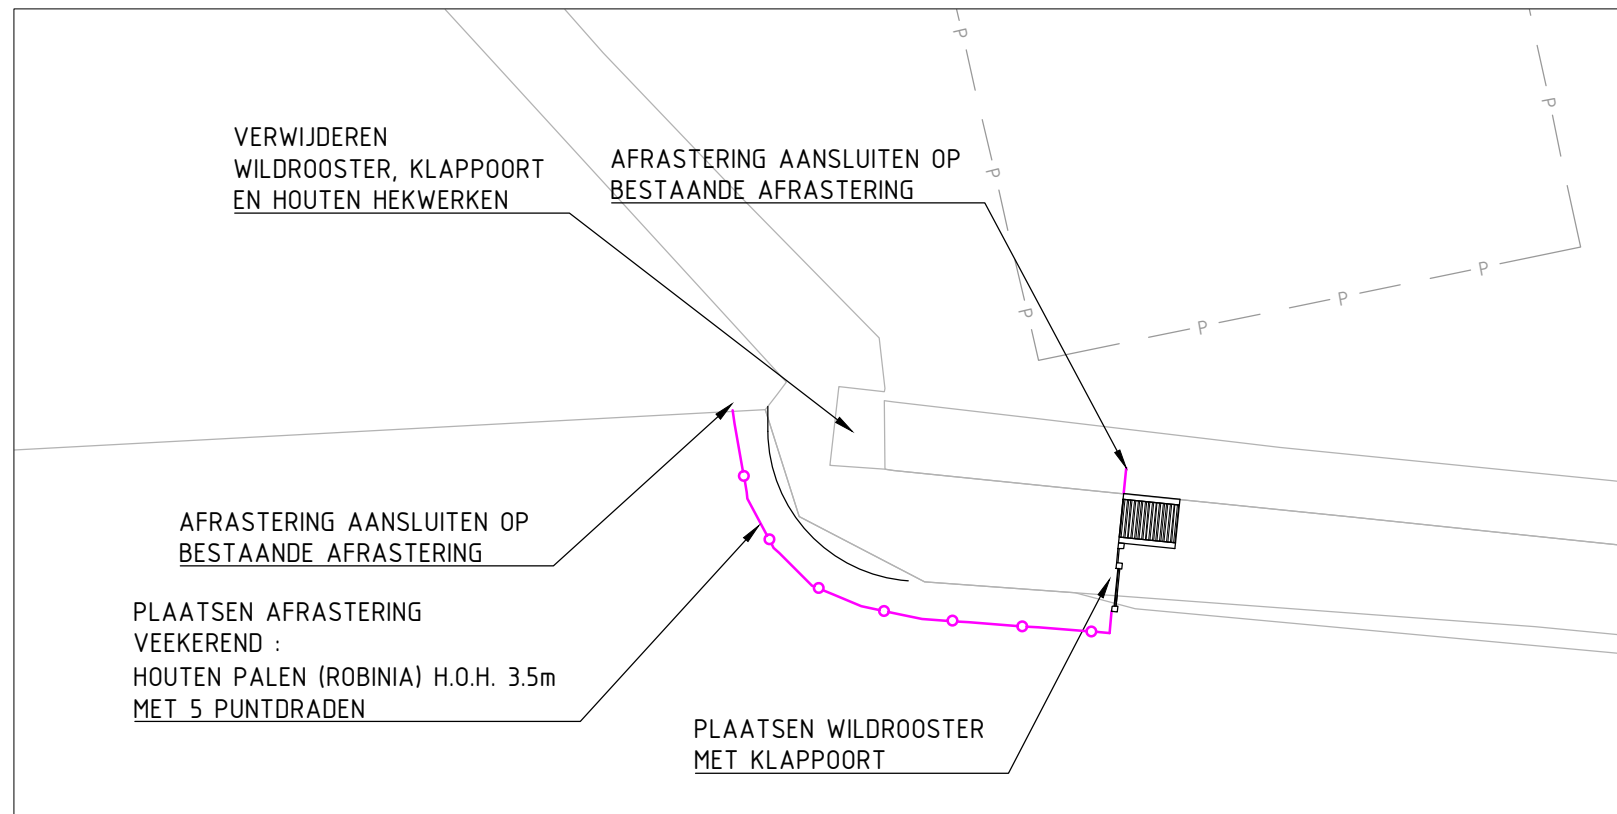 VERWIJDEREN
WILDROOSTER, KLAPPOORT
EN HOUTEN HEKWERKEN
AFRASTERING AANSLUITEN OP
BESTAANDE AFRASTERING
P
P
P
P
P
P
P
AFRASTERING AANSLUITEN OP
BESTAANDE AFRASTERING
PLAATSEN AFRASTERING
VEEKEREND :
HOUTEN PALEN (ROBINIA) H.O.H. 3.5m
MET 5 PUNTDRADEN
PLAATSEN WILDROOSTER
MET KLAPPOORT